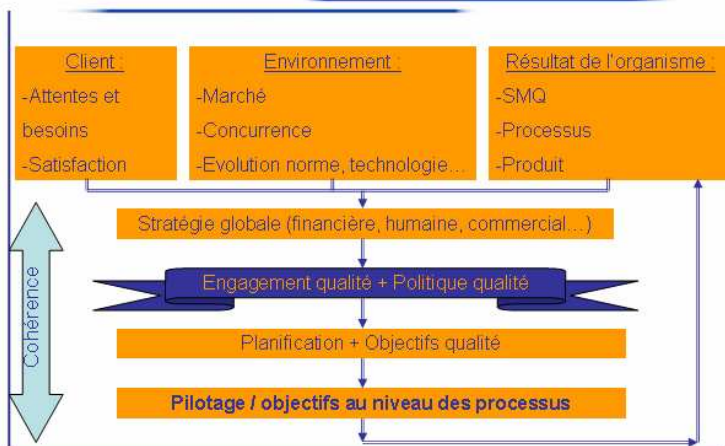 Client :
-Attentes et
besoins
-Satisfaction
Environnement :
-Marché
-Concurrence
-Evolution norme, technologie…
Résultat de l'organisme :
-SMQ
-Processus
-Produit
Stratégie globale (financière, humaine, commercial…)
Engagement qualité + Politique qualité
Planification + Objectifs qualité
Pilotage / objectifs au niveau des processus
Cohérence